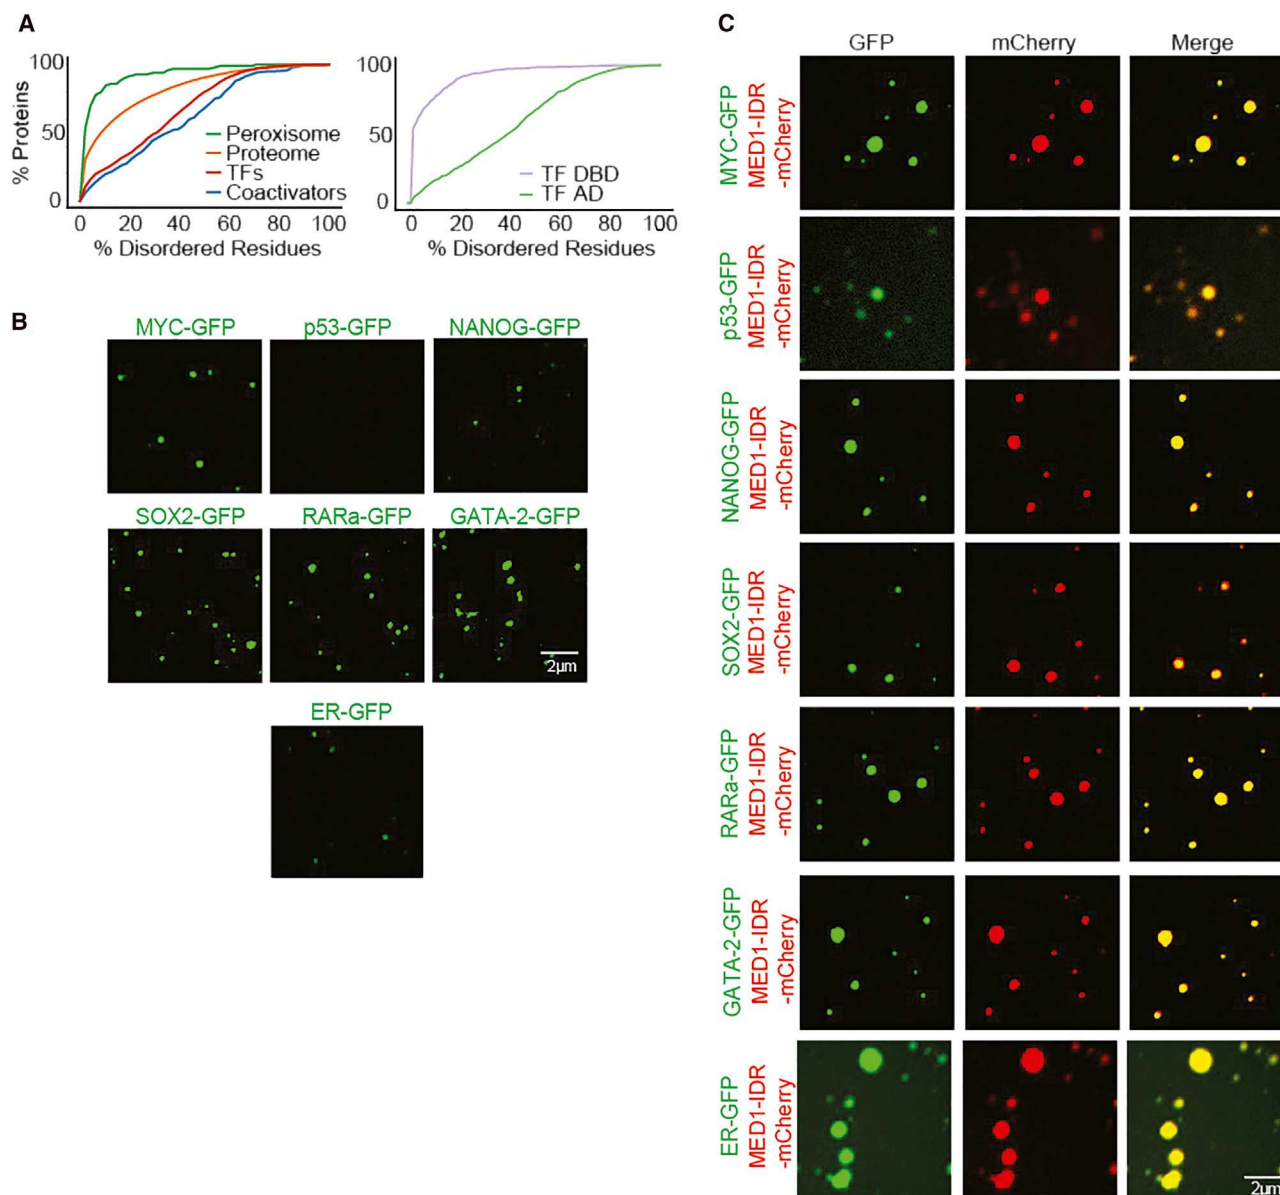 A
100
50
0
% Proteins
Peroxisome
Proteome
TFs
Coactivators
0 20 40 60 80 100
% Disordered Residues
100
50
0
TF DBD
TF AD
0 20 40 60 80 100
% Disordered Residues
B
MYC-GFP p53-GFP NANOG-GFP
SOX2-GFP RARa-GFP GATA-2-GFP
2µm
ER-GFP
C
GFP mCherry Merge
MYC-GFP
MED1-IDR
-mCherry
p53-GFP
MED1-IDR
-mCherry
NANOG-GFP
MED1-IDR
-mCherry
SOX2-GFP
MED1-IDR
-mCherry
RARa-GFP
MED1-IDR
-mCherry
GATA-2-GFP
MED1-IDR
-mCherry
ER-GFP
MED1-IDR
-mCherry
2µm